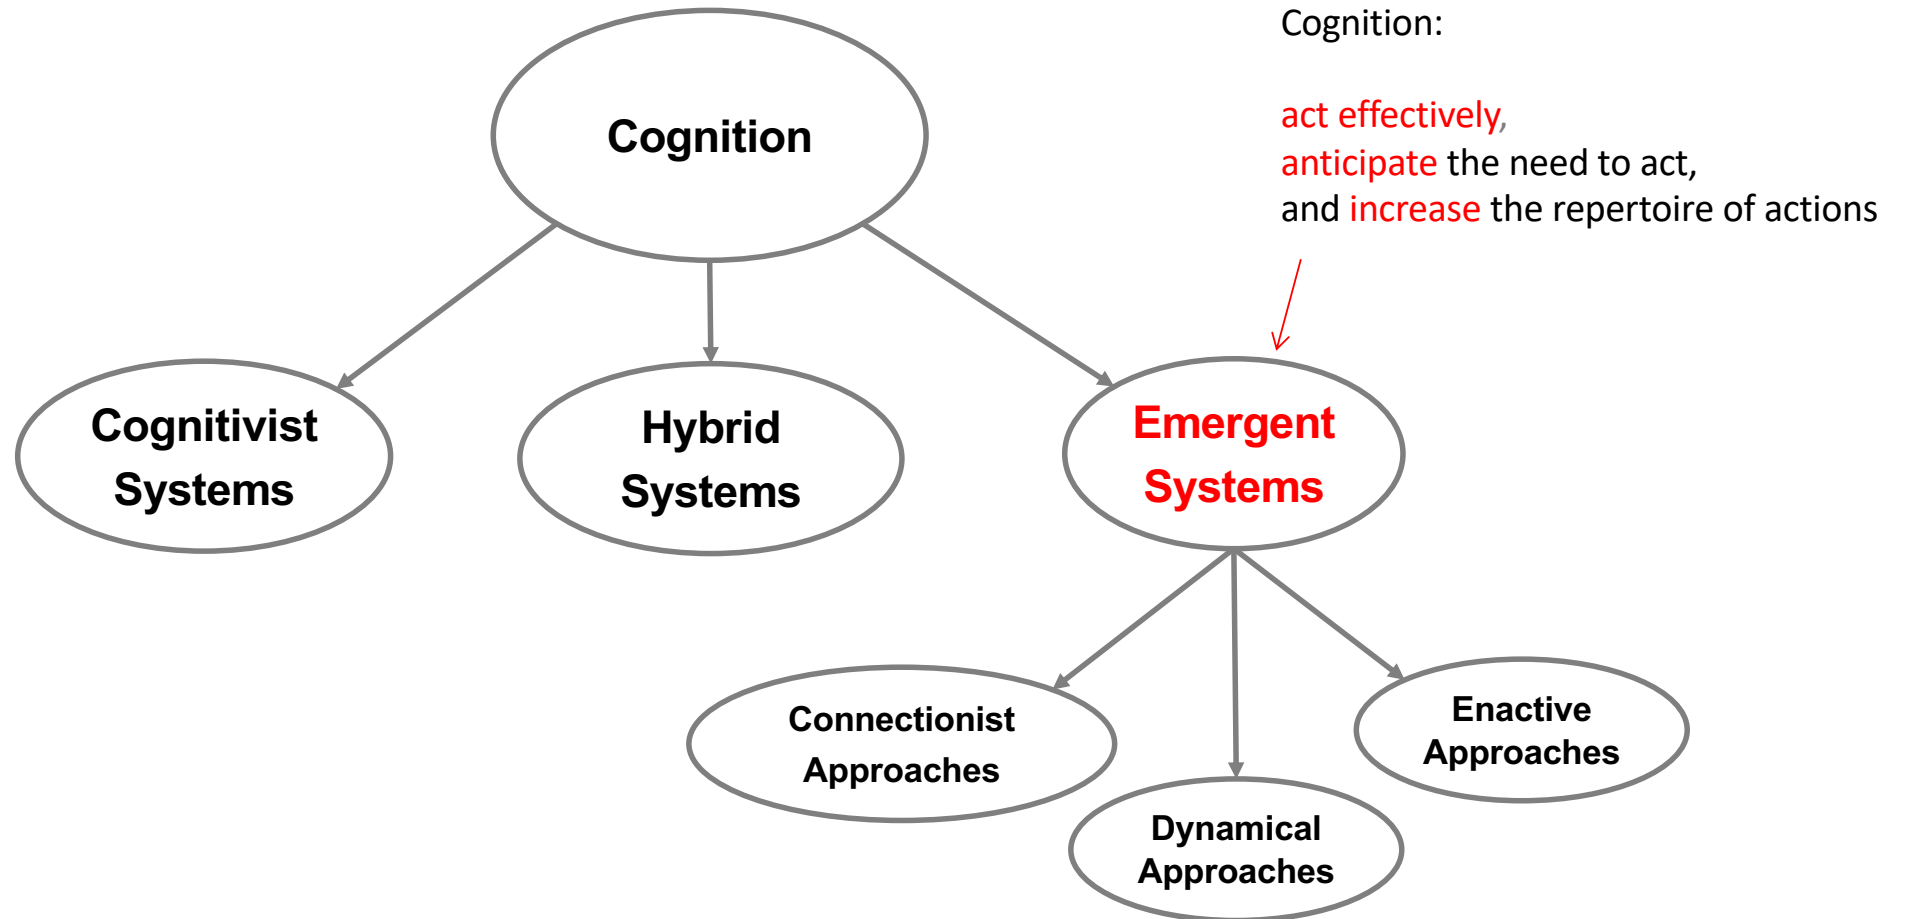 Cognition:
act effectively,
anticipate the need to act,
and increase the repertoire of actions
Cognition
Cognitivist
Systems
Hybrid
Systems
Emergent
Systems
Connectionist
Approaches
Dynamical
Approaches
Enactive
Approaches